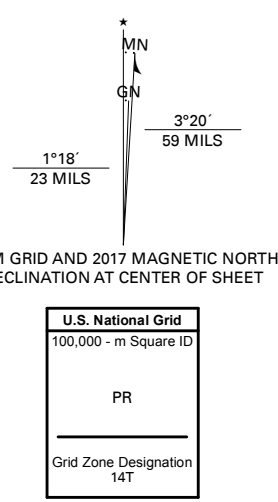 ★
MN
GN
3°20´
59 MILS
1°18´
23 MILS
M GRID AND 2017 MAGNETIC NORTH
ECLINATION AT CENTER OF SHEET
U.S. National Grid
100,000 - m Square ID
PR
Grid Zone Designation
14T